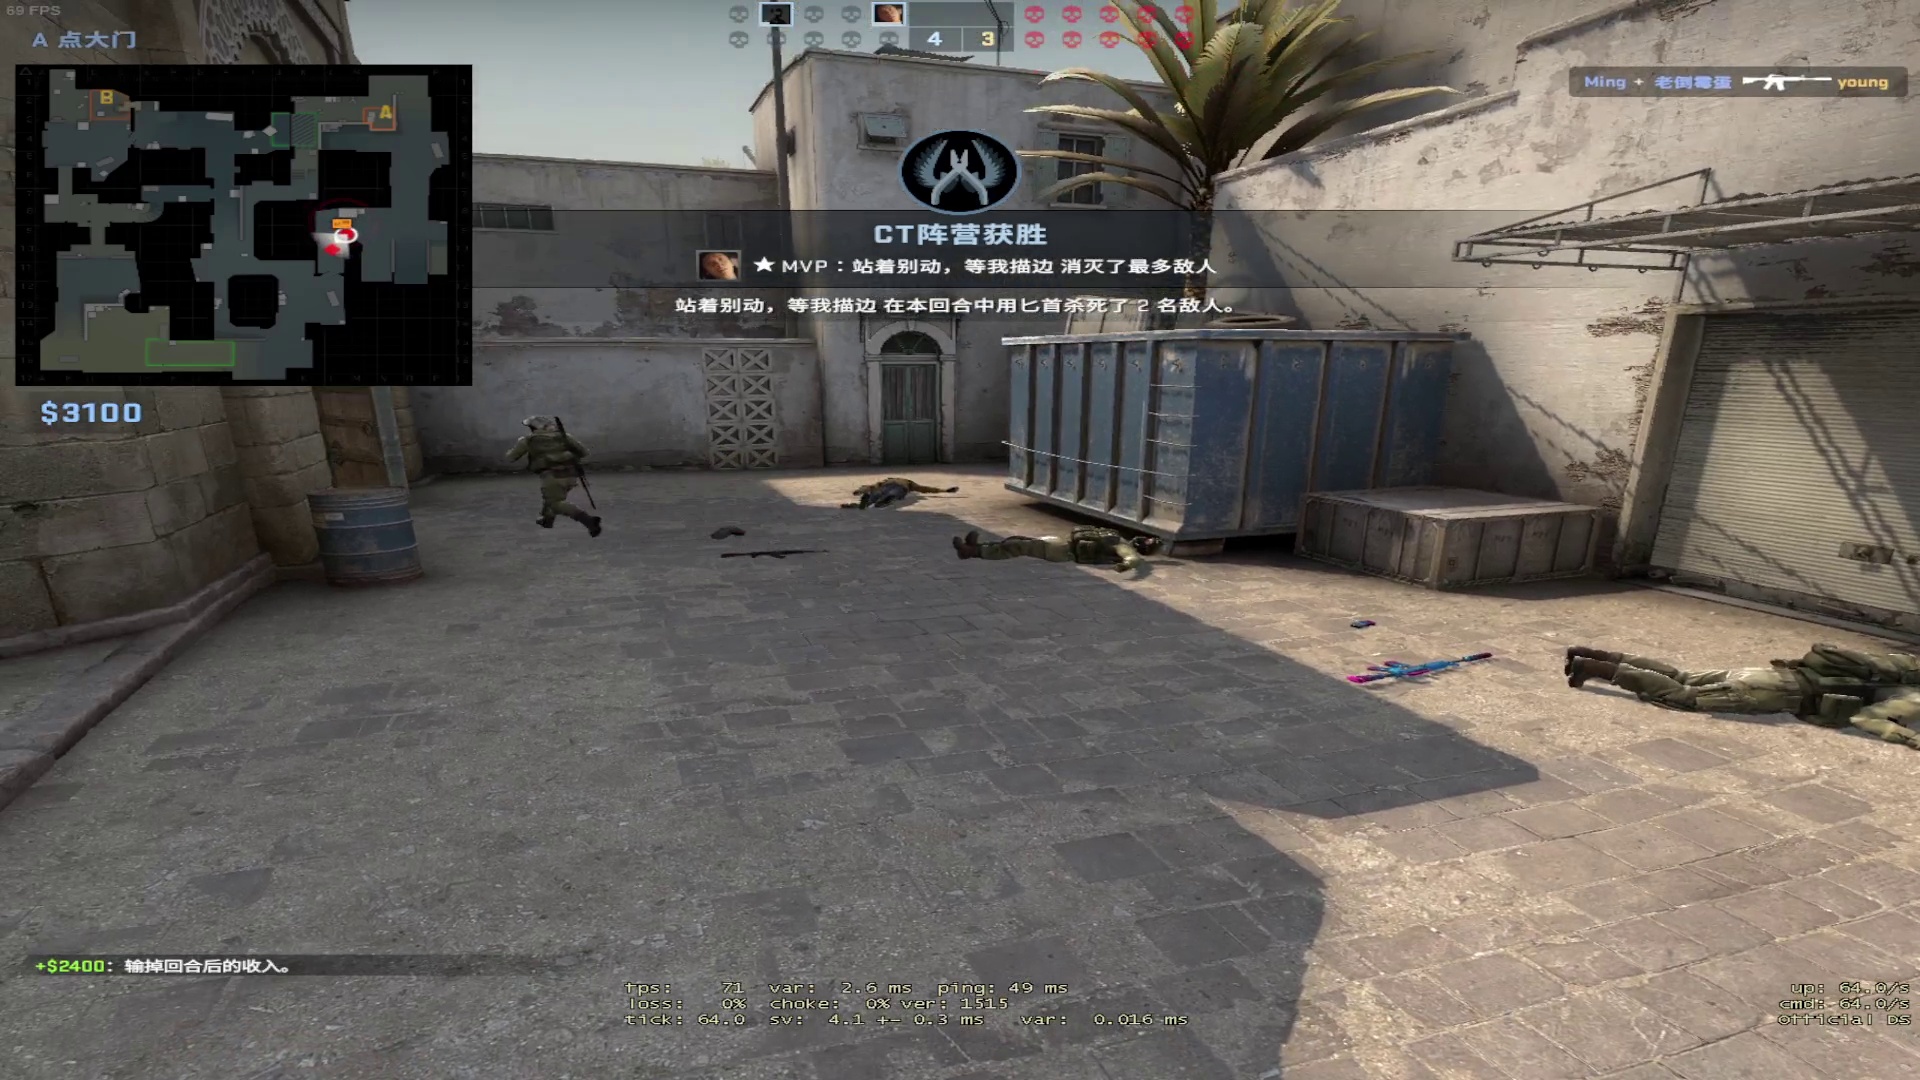 69 FPS
A 点大门
B
A
4
3
Ming + 老倒霉蛋 young
CT阵营获胜
★ MVP：站着别动，等我描边 消灭了最多敌人
站着别动，等我描边 在本回合中用匕首杀死了 2 名敌人。
$3100
+$2400：输掉回合后的收入。
fps: 71 var: 2.6 ms ping: 49 ms
loss: 0% choke: 0% ver: 1515
tick: 64.0 sv: 4.1 +- 0.3 ms var: 0.016 ms
up: 64.0/s
cmd: 64.0/s
Official DS